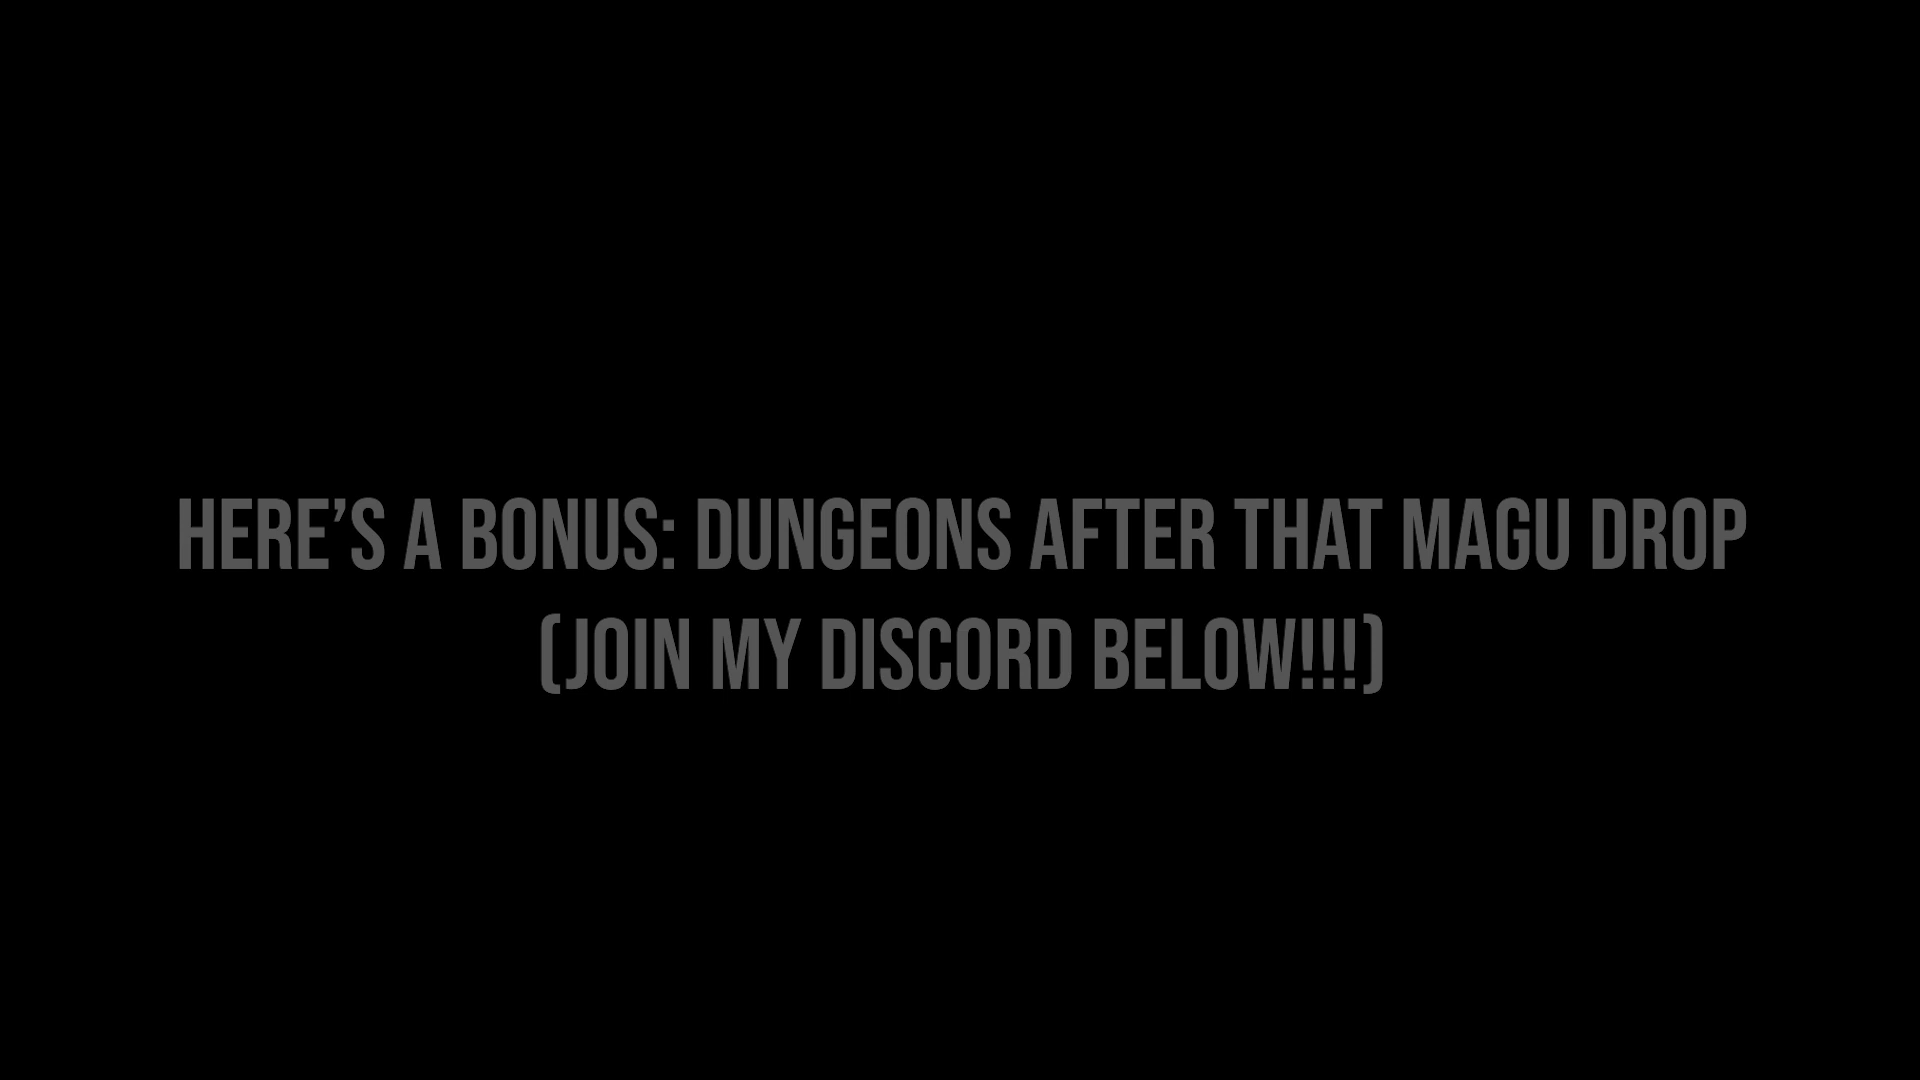 HERE’S A BONUS: DUNGEONS AFTER THAT MAGU DROP
(JOIN MY DISCORD BELOW!!!)